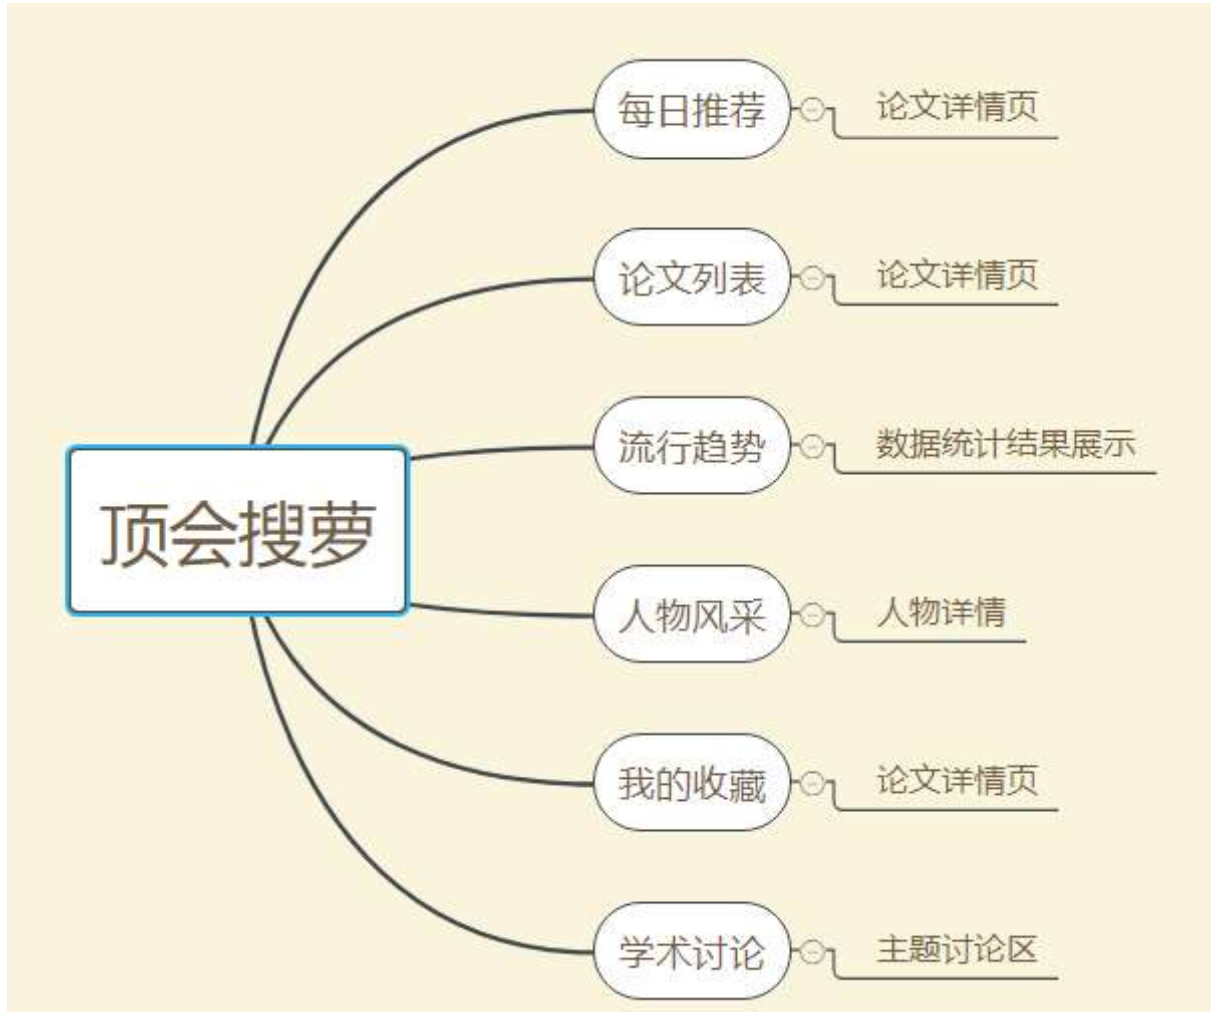 每日推荐
论文详情页
论文列表
论文详情页
流行趋势
数据统计结果展示
顶会搜萝
人物风采
人物详情
我的收藏
论文详情页
学术讨论
主题讨论区